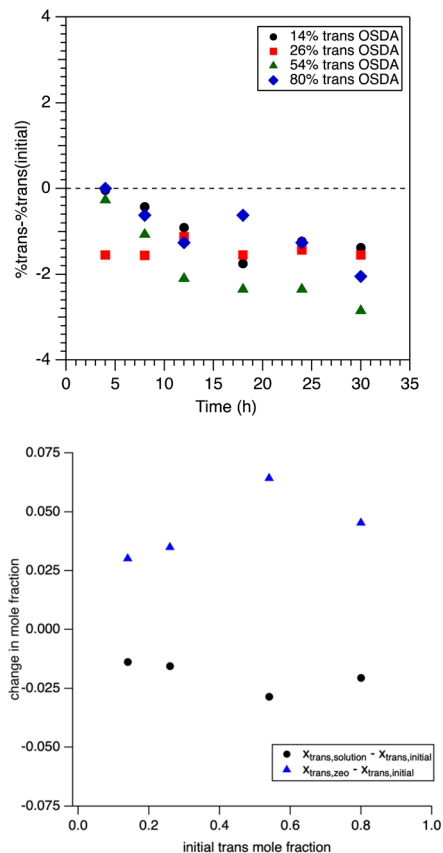 4
2
0
-2
-4
%trans-%trans(initial)
14% trans OSDA
26% trans OSDA
54% trans OSDA
80% trans OSDA
0 5 10 15 20 25 30 35
Time (h)
0.075
0.050
0.025
0.000
-0.025
-0.050
-0.075
change in mole fraction
xtrans,solution - xtrans,initial
xtrans,zeo - xtrans,initial
0.0 0.2 0.4 0.6 0.8 1.0
initial trans mole fraction